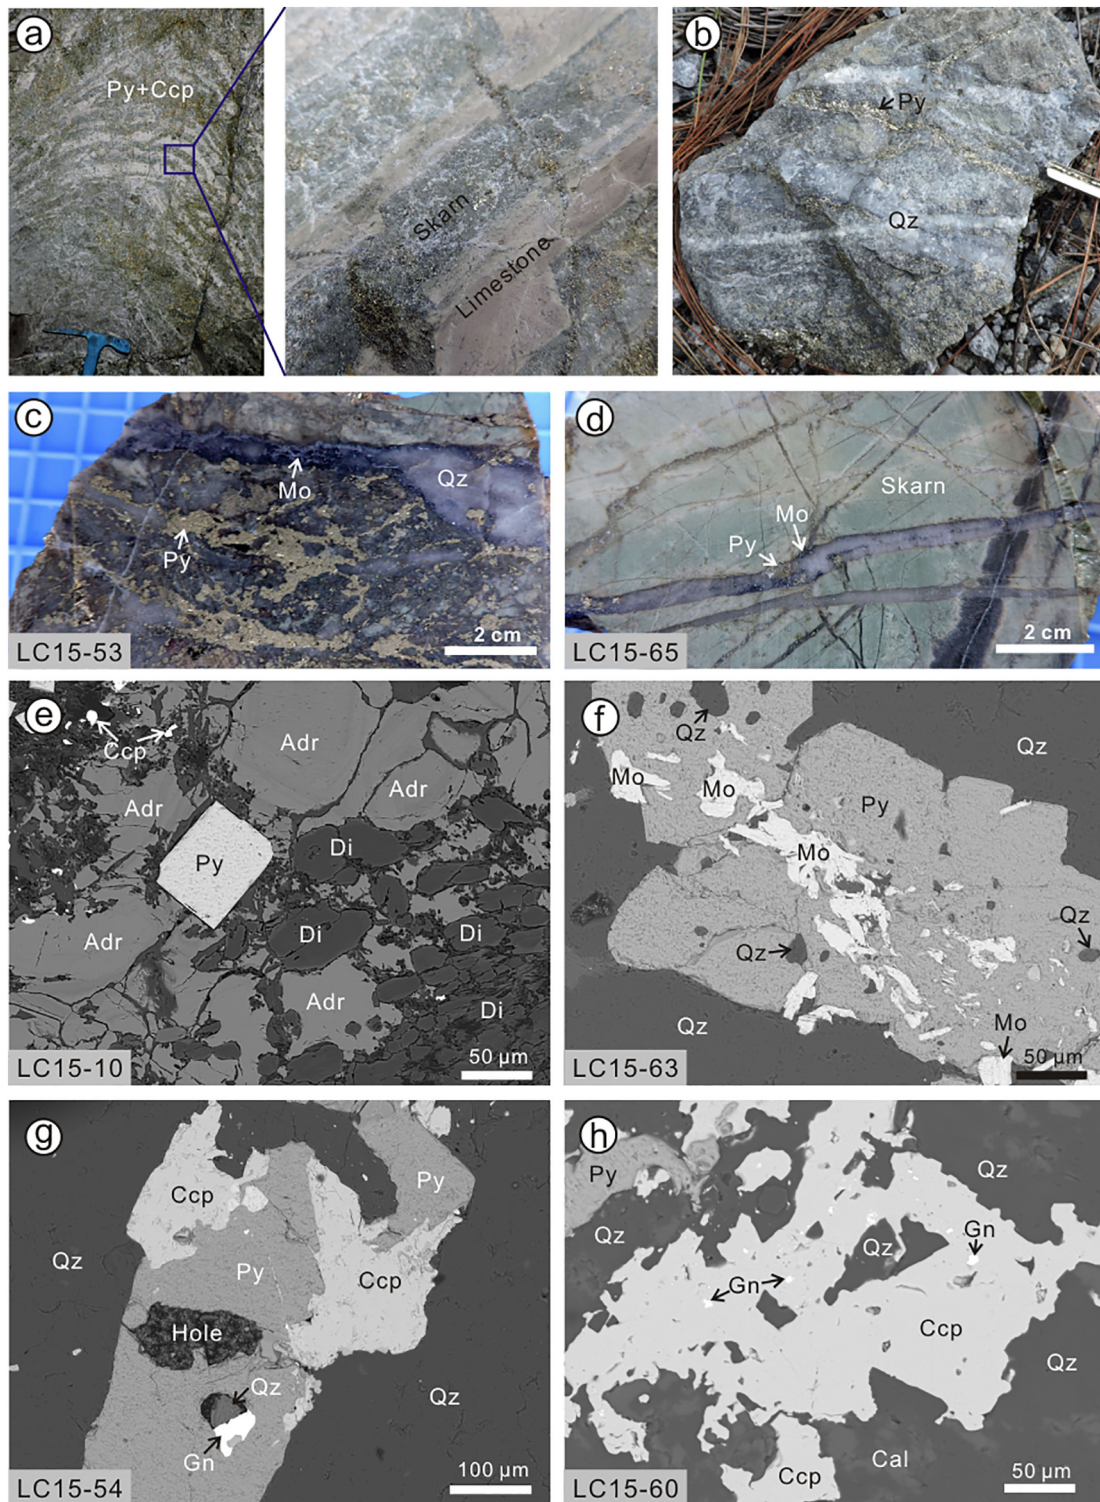 a
Py+Ccp
Skarn
Limestone
b
Py
Qz
c
Mo
Qz
Py
2 cm
LC15-53
d
Skarn
Mo
Py
2 cm
LC15-65
e
Ccp
Adr
Adr
Adr
Di
Py
Adr
Di
Di
Adr
Di
50 µm
LC15-10
f
Qz
Qz
Mo
Mo
Py
Mo
Qz
Qz
Qz
Mo
50 µm
LC15-63
g
Ccp
Py
Qz
Py
Ccp
Hole
Qz
Qz
Gn
100 µm
LC15-54
h
Py
Qz
Qz
Qz
Gn
Gn
Ccp
Qz
Cal
Ccp
50 µm
LC15-60